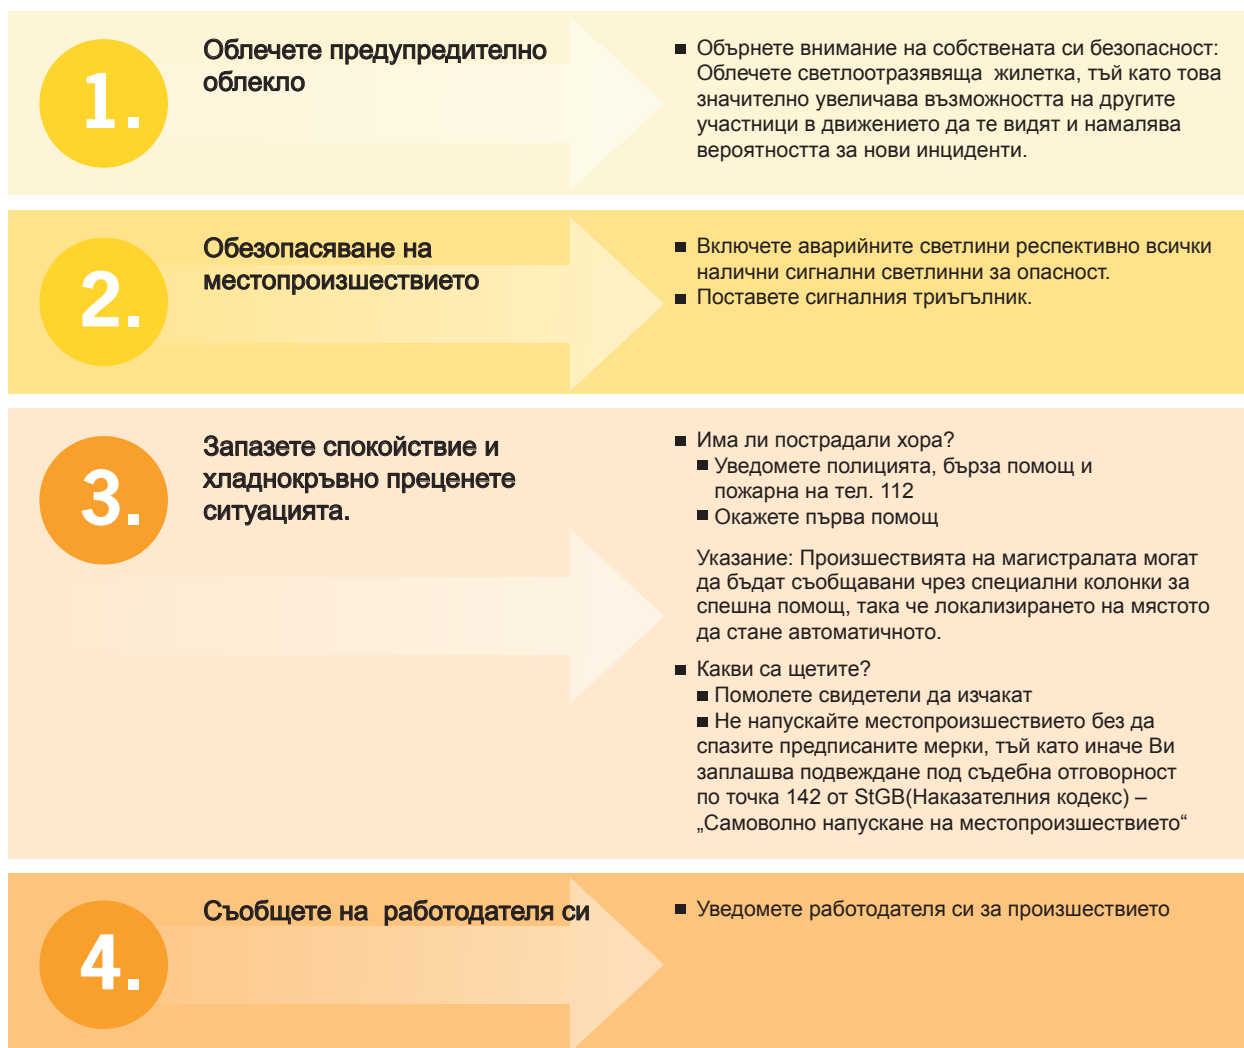 1.
Облечете предупредително
облекло
■ Обърнете внимание на собствената си безопасност:
Облечете светлоотразявяща  жилетка, тъй като това
значително увеличава възможността на другите
участници в движението да те видят и намалява
вероятността за нови инциденти.
2.
Обезопасяване на
местопроизшествието
■ Включете аварийните светлини респективно всички
налични сигнални светлинни за опасност.
■ Поставете сигналния триъгълник.
3.
Запазете спокойствие и
хладнокръвно преценете
ситуацията.
■ Има ли пострадали хора?
■ Уведомете полицията, бърза помощ и
пожарна на тел. 112
■ Окажете първа помощ
Указание: Произшествията на магистралата могат
да бъдат съобщавани чрез специални колонки за
спешна помощ, така че локализирането на мястото
да стане автоматичното.
■ Какви са щетите?
■ Помолете свидетели да изчакат
■ Не напускайте местопроизшествието без да
спазите предписаните мерки, тъй като иначе Ви
заплашва подвеждане под съдебна отговорност
по точка 142 от StGB(Наказателния кодекс) –
„Самоволно напускане на местопроизшествието“
4.
Съобщете на  работодателя си
■ Уведомете работодателя си за произшествието